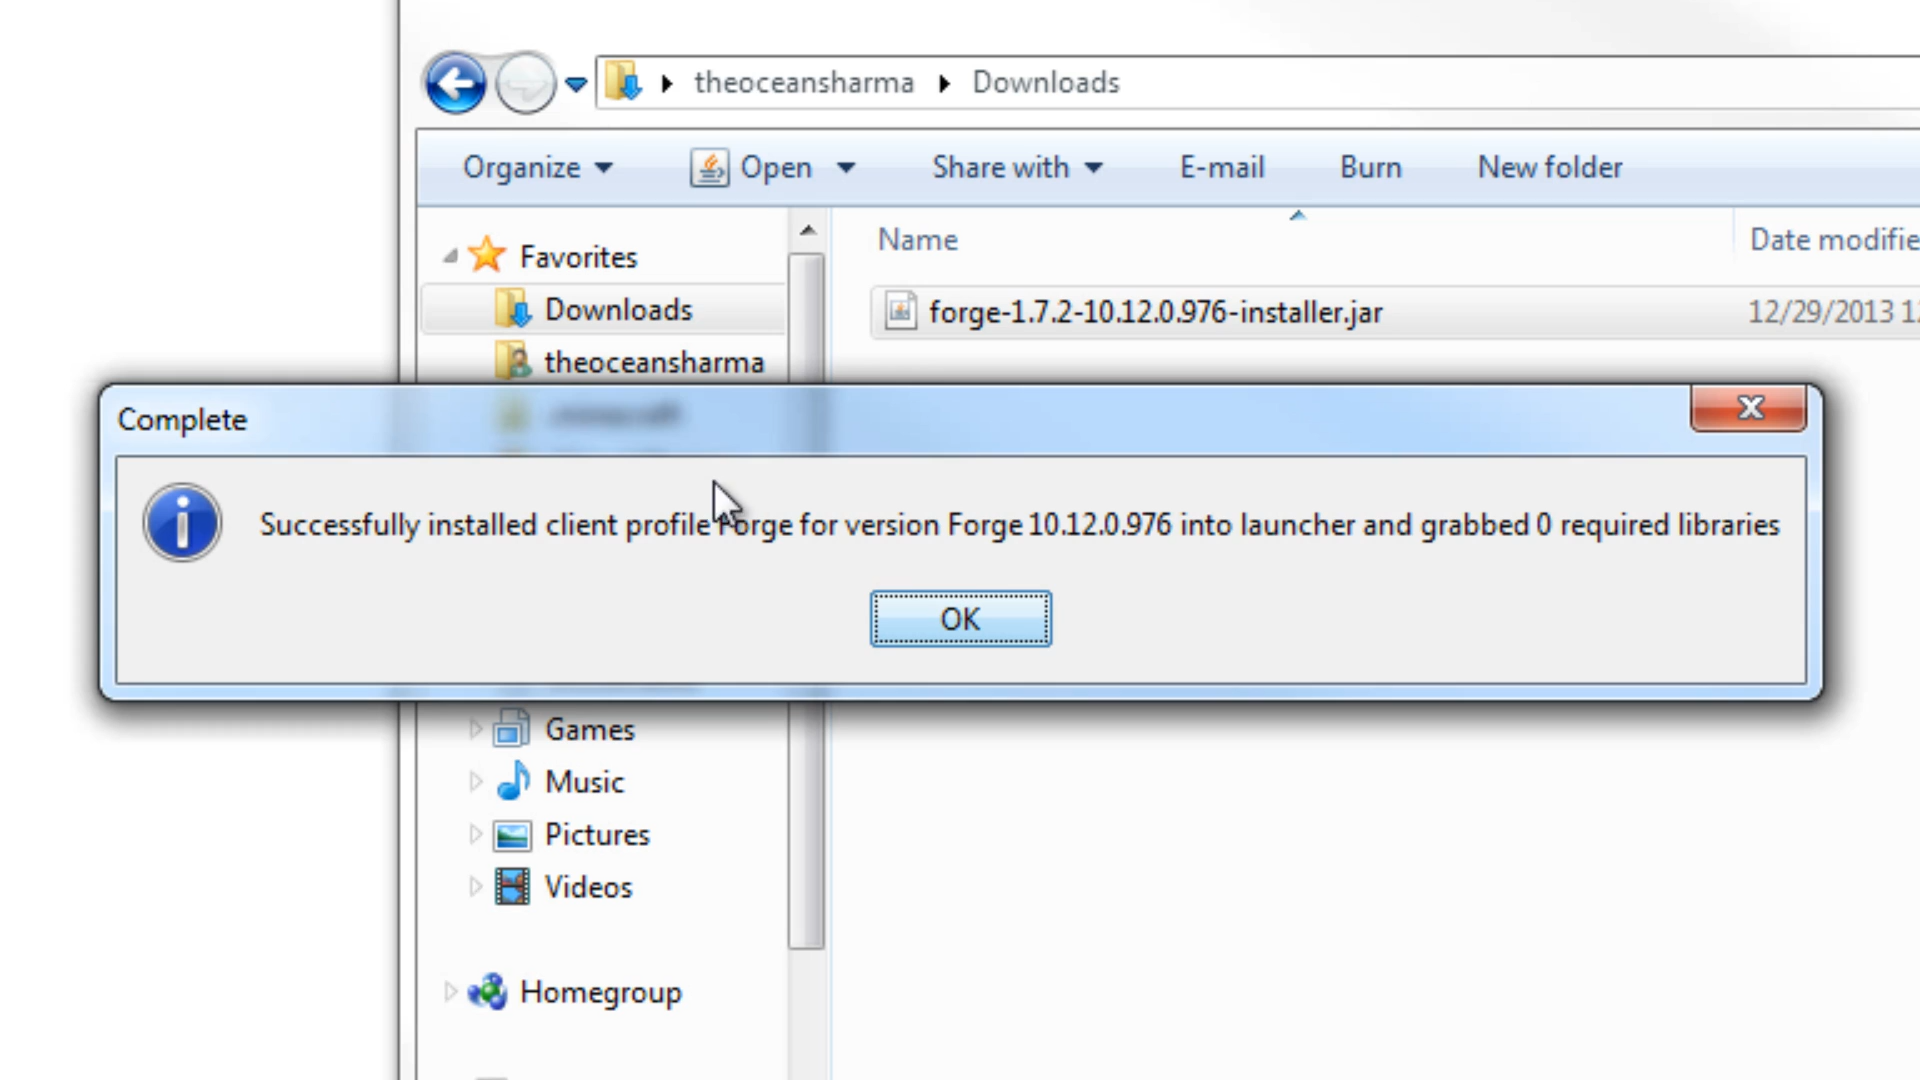 theoceansharma Downloads
Organize Open Share with E-mail Burn New folder
Name Date modifie
Favorites
Downloads forge-1.7.2-10.12.0.976-installer.jar 12/29/2013 12
theoceansharma
Complete
Successfully installed client profile Forge for version Forge 10.12.0.976 into launcher and grabbed 0 required libraries
OK
Games
Music
Pictures
Videos
Homegroup